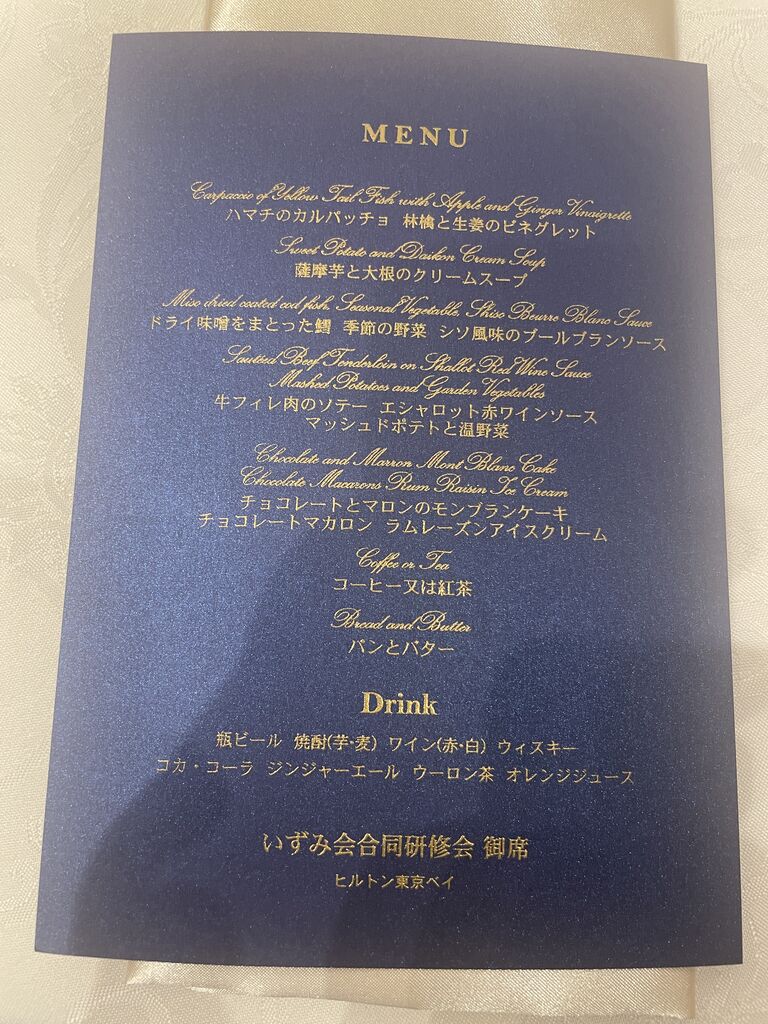 MENU
Carpaccio of Yellow Tail Fish with Apple and Ginger Vinaigrette
ハマチのカルパッチョ 林檎と生姜のビネグレット
Sweet Potato and Daikon Cream Soup
薩摩芋と大根のクリームスープ
Miso dried coated cod fish, Seasonal Vegetable, Shiso Beurre Blanc Sauce
ドライ味噌をまとった鱈 季節の野菜 シソ風味のブールブランソース
Sautéed Beef Tenderloin on Shallot Red Wine Sauce
Mashed Potatoes and Garden Vegetables
牛フィレ肉のソテー エシャロット赤ワインソース
マッシュドポテトと温野菜
Chocolate and Marron Mont Blanc Cake
Chocolate Macarons Rum Raisin Ice Cream
チョコレートとマロンのモンブランケーキ
チョコレートマカロン ラムレーズンアイスクリーム
Coffee or Tea
コーヒー又は紅茶
Bread and Butter
パンとバター
Drink
瓶ビール 焼酎(芋・麦) ワイン(赤・白) ウィスキー
コカ・コーラ ジンジャーエール ウーロン茶 オレンジジュース
いずみ会合同研修会 御席
ヒルトン東京ベイ